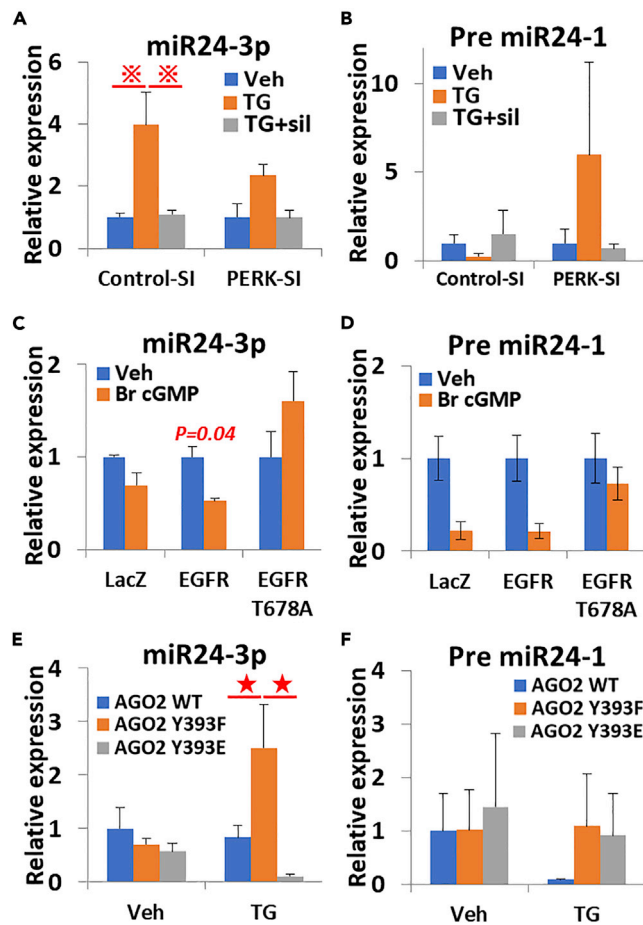 A
miR24-3p
Relative expression
6
4
2
0
※ ※
Veh
TG
TG+sil
Control-SI PERK-SI
B
Pre miR24-1
Relative expression
10
5
0
Veh
TG
TG+sil
Control-SI PERK-SI
C
miR24-3p
Relative expression
2
1
0
Veh
Br cGMP
P=0.04
LacZ EGFR EGFR
T678A
D
Pre miR24-1
Relative expression
2
1
0
Veh
Br cGMP
LacZ EGFR EGFR
T678A
E
miR24-3p
Relative expression
4
3
2
1
0
★ ★
AGO2 WT
AGO2 Y393F
AGO2 Y393E
Veh TG
F
Pre miR24-1
Relative expression
4
3
2
1
0
AGO2 WT
AGO2 Y393F
AGO2 Y393E
Veh TG